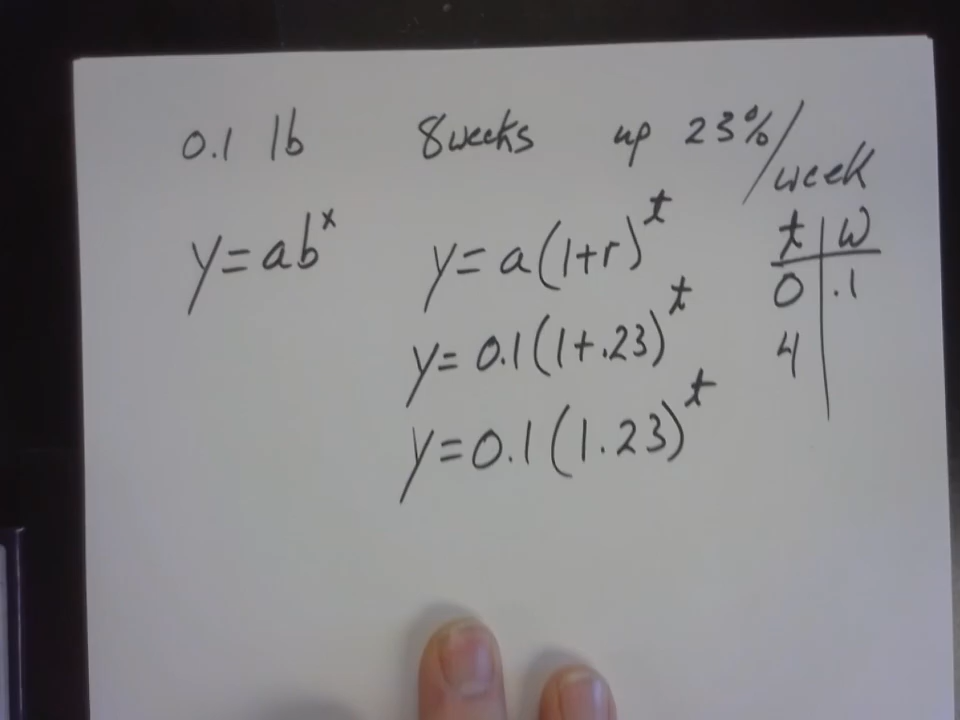 0.1 lb 8weeks up 23%/week
y=ab^x y=a(1+r)^t
t w
0 .1
y=0.1(1+.23)^t
4
y=0.1(1.23)^t